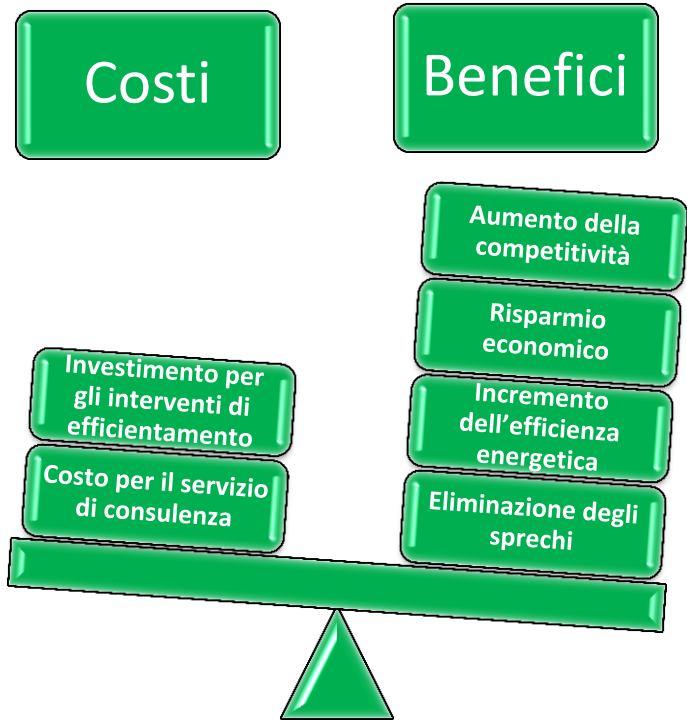 Costi
Benefici
Aumento della
competitività
Risparmio
economico
Incremento
dell’efficienza
energetica
Eliminazione degli
sprechi
Investimento per
gli interventi di
efficientamento
Costo per il servizio
di consulenza